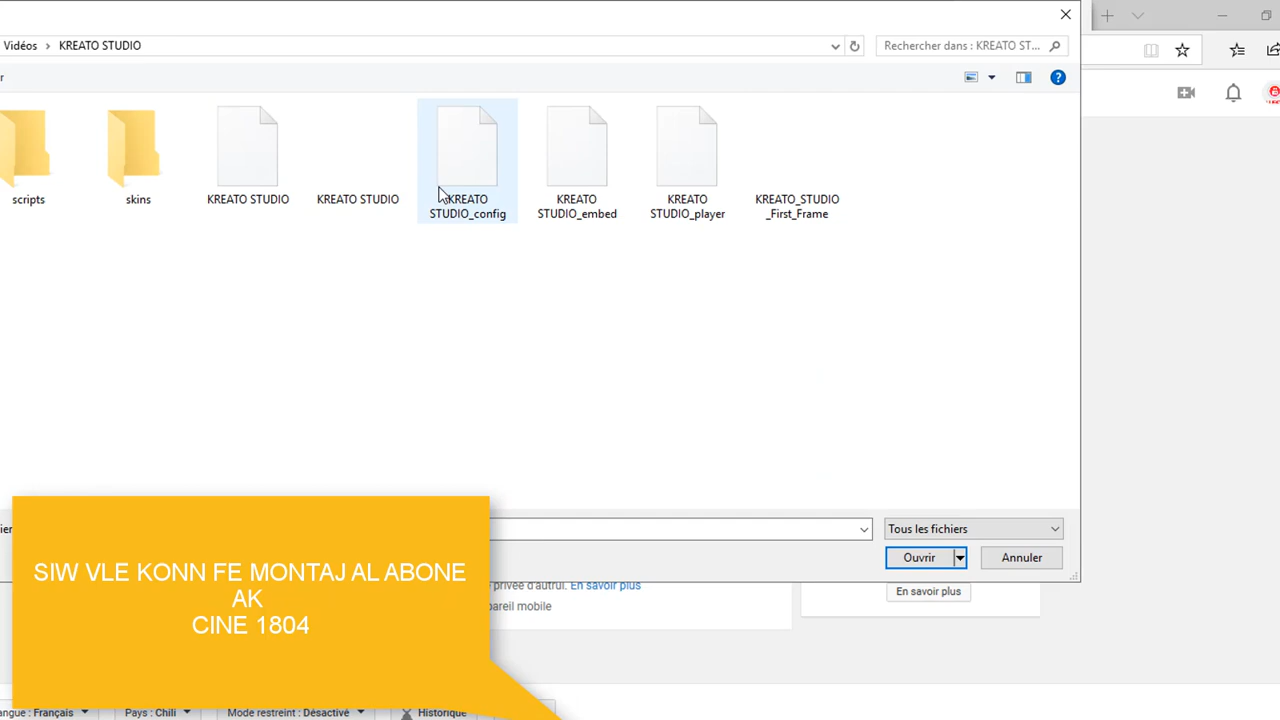 Vidéos > KREATO STUDIO
Rechercher dans : KREATO ST...
scripts
skins
KREATO STUDIO
KREATO STUDIO
KREATO
STUDIO_config
KREATO
STUDIO_embed
KREATO
STUDIO_player
KREATO_STUDIO
_First_Frame
Tous les fichiers
Ouvrir
Annuler
privée d'autrui. En savoir plus
pareil mobile
En savoir plus
SIW VLE KONN FE MONTAJ AL ABONE
AK
CINE 1804
angue : Français
Pays : Chili
Mode restreint : Désactivé
Historique